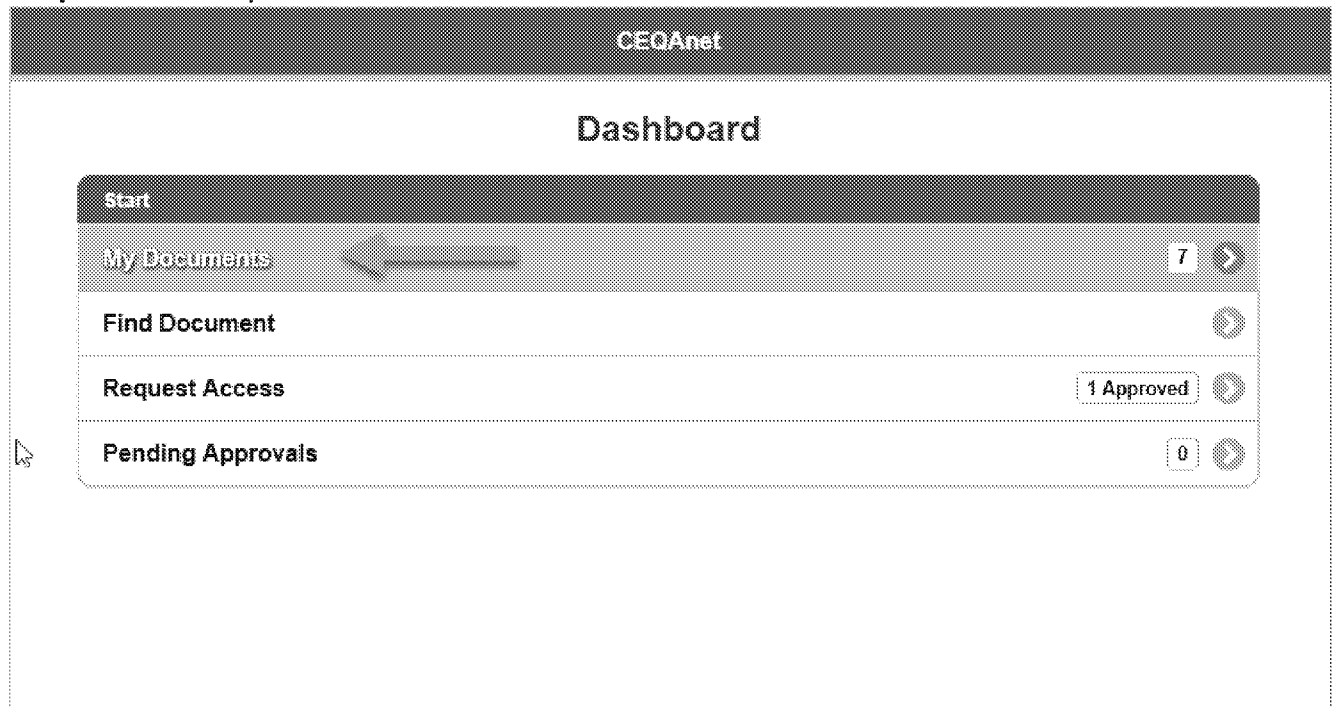 CEQAnet
Dashboard
Start
My Documents 7
Find Document
Request Access 1 Approved
Pending Approvals 0